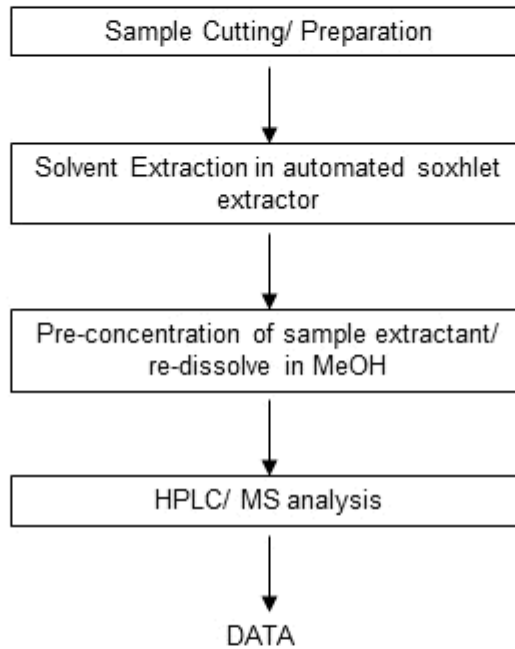 Sample Cutting/ Preparation
Solvent Extraction in automated soxhlet
extractor
Pre-concentration of sample extractant/
re-dissolve in MeOH
HPLC/ MS analysis
DATA